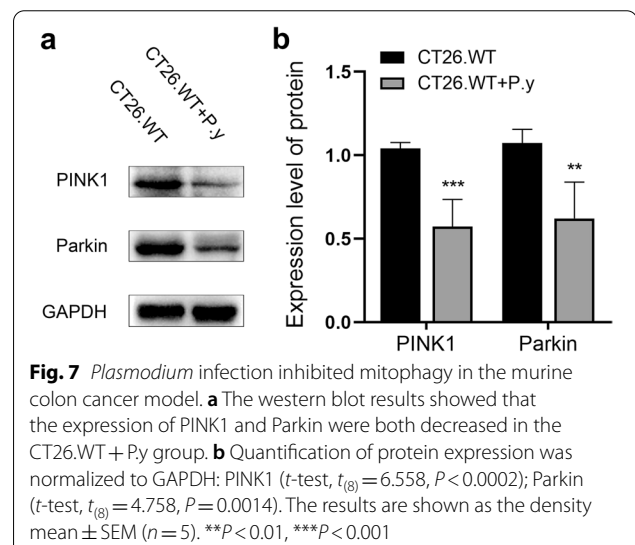 a
CT26.WT
CT26.WT+P.y
PINK1
Parkin
GAPDH
b
CT26.WT
CT26.WT+P.y
Expression level of protein
1.5
1.0
0.5
0.0
***
**
PINK1
Parkin
Fig. 7 Plasmodium infection inhibited mitophagy in the murine
colon cancer model. a The western blot results showed that
the expression of PINK1 and Parkin were both decreased in the
CT26.WT + P.y group. b Quantification of protein expression was
normalized to GAPDH: PINK1 (t-test, t(8) = 6.558, P < 0.0002); Parkin
(t-test, t(8) = 4.758, P = 0.0014). The results are shown as the density
mean ± SEM (n = 5). **P < 0.01, ***P < 0.001